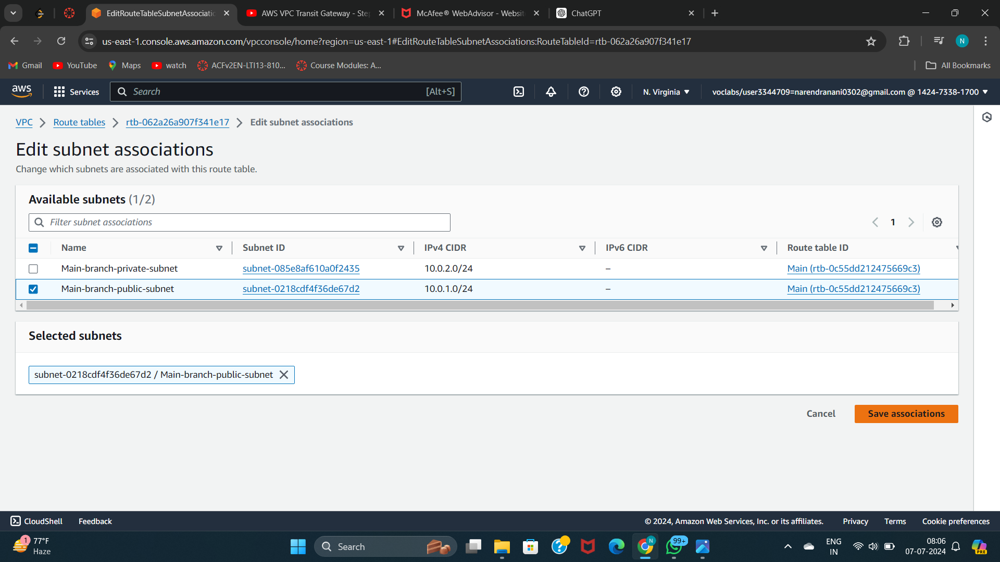 EditRouteTableSubnetAssociatio
AWS VPC Transit Gateway - Step
McAfee® WebAdvisor - Websit
ChatGPT
us-east-1.console.aws.amazon.com/vpcconsole/home?region=us-east-1#EditRouteTableSubnetAssociations:RouteTableId=rtb-062a26a907f341e17
N
Gmail
YouTube
Maps
watch
ACFv2EN-LTI13-810...
Course Modules: A...
All Bookmarks
aws
Services
Search
[Alt+S]
N. Virginia
voclabs/user3344709=narendranani0302@gmail.com @ 1424-7338-1700
VPC
Route tables
rtb-062a26a907f341e17
Edit subnet associations
Edit subnet associations
Change which subnets are associated with this route table.
Available subnets (1/2)
Filter subnet associations
1
Name
Subnet ID
IPv4 CIDR
IPv6 CIDR
Route table ID
Main-branch-private-subnet
subnet-085e8af610a0f2435
10.0.2.0/24
–
Main (rtb-0c55dd212475669c3)
Main-branch-public-subnet
subnet-0218cdf4f36de67d2
10.0.1.0/24
–
Main (rtb-0c55dd212475669c3)
Selected subnets
subnet-0218cdf4f36de67d2 / Main-branch-public-subnet
Cancel
Save associations
CloudShell
Feedback
© 2024, Amazon Web Services, Inc. or its affiliates.
Privacy
Terms
Cookie preferences
1
77°F
Haze
Search
N
99+
ENG
IN
08:06
07-07-2024
PRE